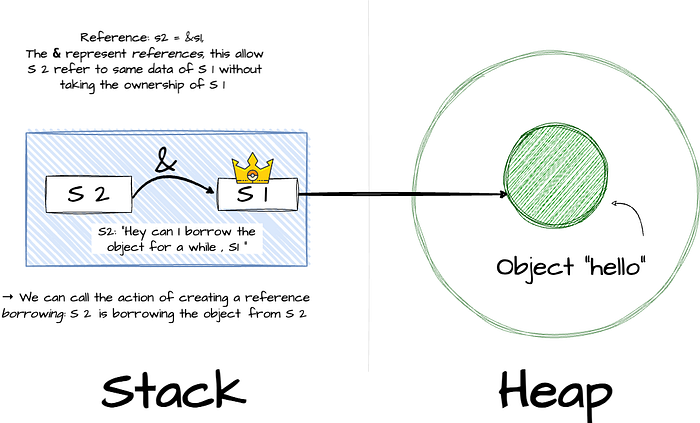 Reference: s2 = &s1,
The & represent references, this allow
S 2 refer to same data of S 1 without
taking the ownership of S 1
&
S 2
S 1
S2: "Hey can I borrow the
object for a while , S1 "
Object "hello"
→ We can call the action of creating a reference
borrowing: S 2 is borrowing the object from S 2
Stack
Heap